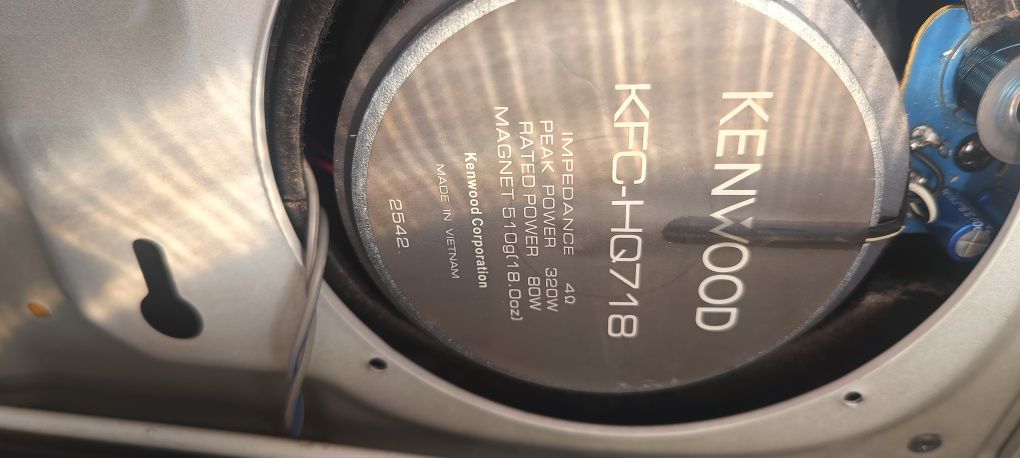 KENWOOD
KFC-HQ718
IMPEDANCE 4Ω
PEAK POWER 320W
RATED POWER 80W
MAGNET 510g(18.0oz)
Kenwood Corporation
MADE IN VIETNAM
2542